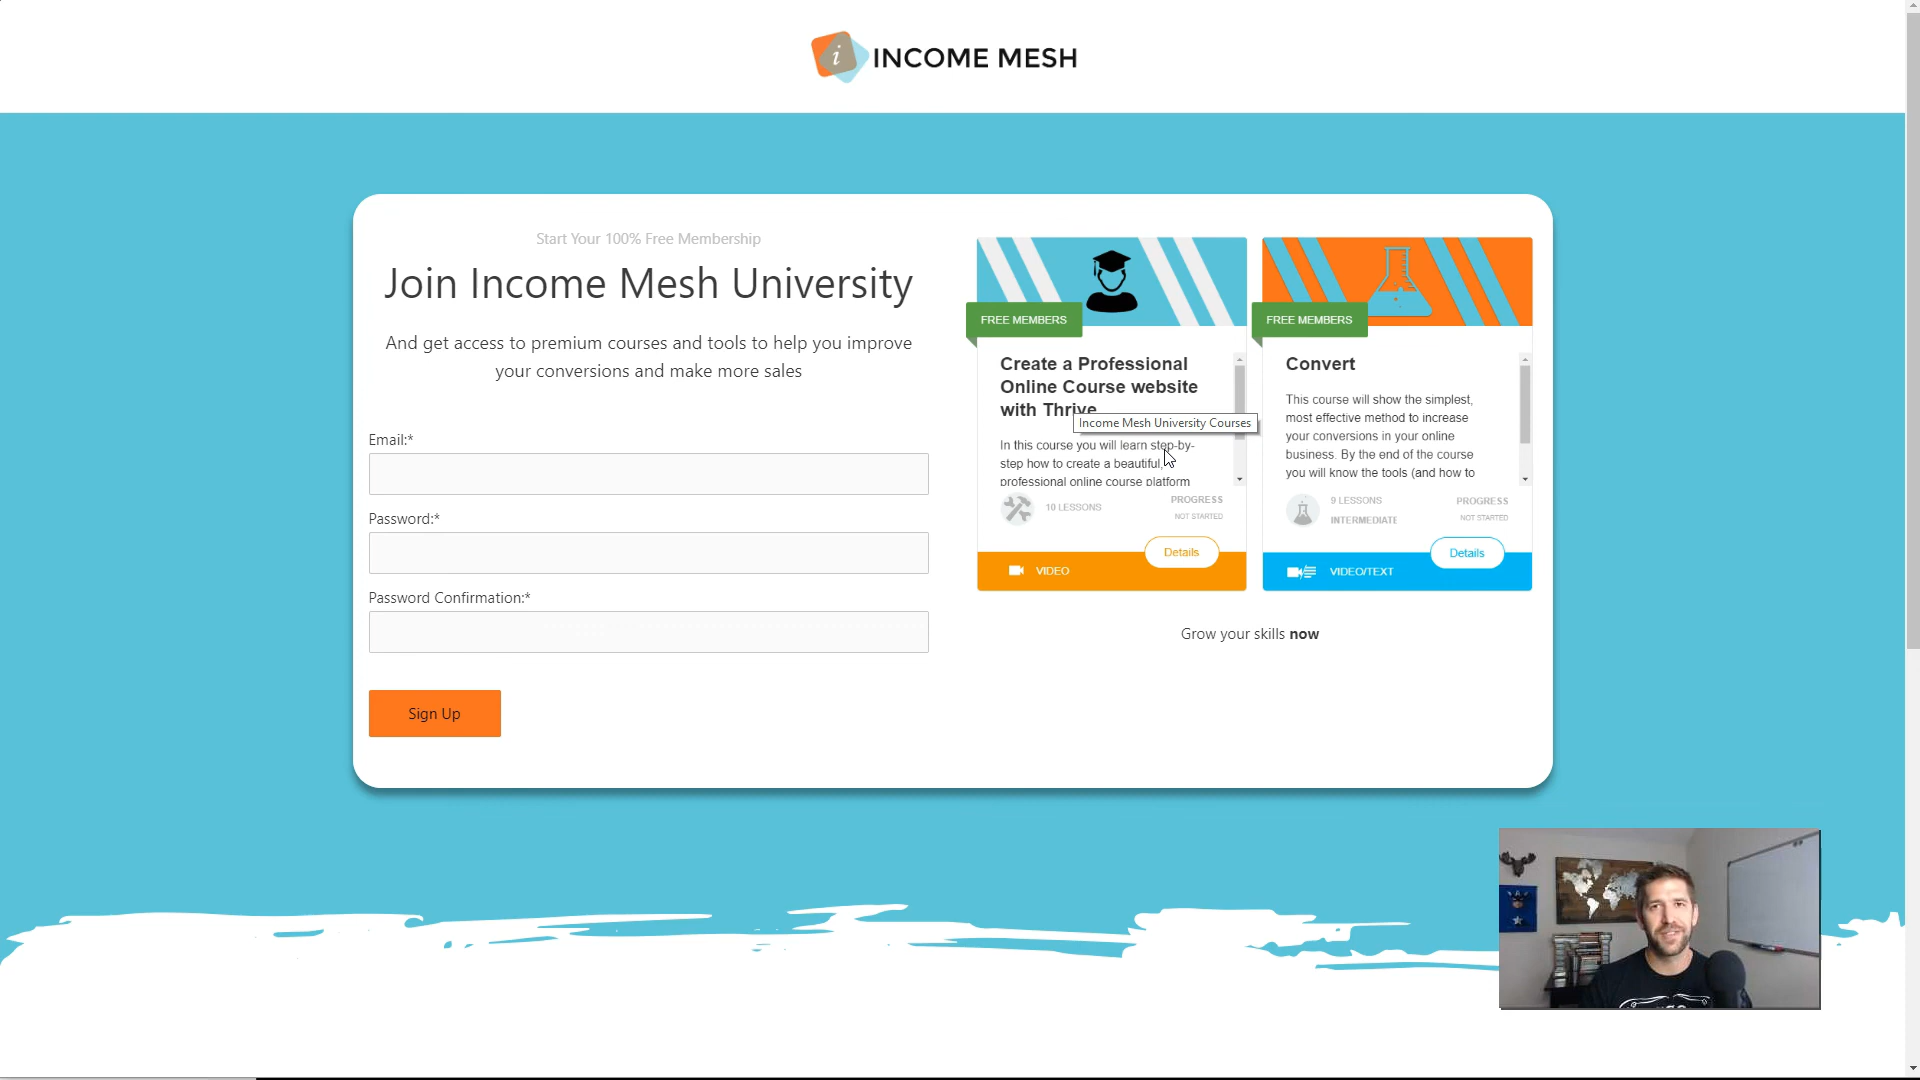 i INCOME MESH
Start Your 100% Free Membership
Join Income Mesh University
And get access to premium courses and tools to help you improve
your conversions and make more sales
Email:*
Password:*
Password Confirmation:*
Sign Up
FREE MEMBERS
Create a Professional
Online Course website
with Thrive
Income Mesh University Courses
In this course you will learn step-by-
step how to create a beautiful,
professional online course platform
10 LESSONS
PROGRESS
NOT STARTED
Details
VIDEO
FREE MEMBERS
Convert
This course will show the simplest,
most effective method to increase
your conversions in your online
business. By the end of the course
you will know the tools (and how to
9 LESSONS
INTERMEDIATE
PROGRESS
NOT STARTED
Details
VIDEO/TEXT
Grow your skills now